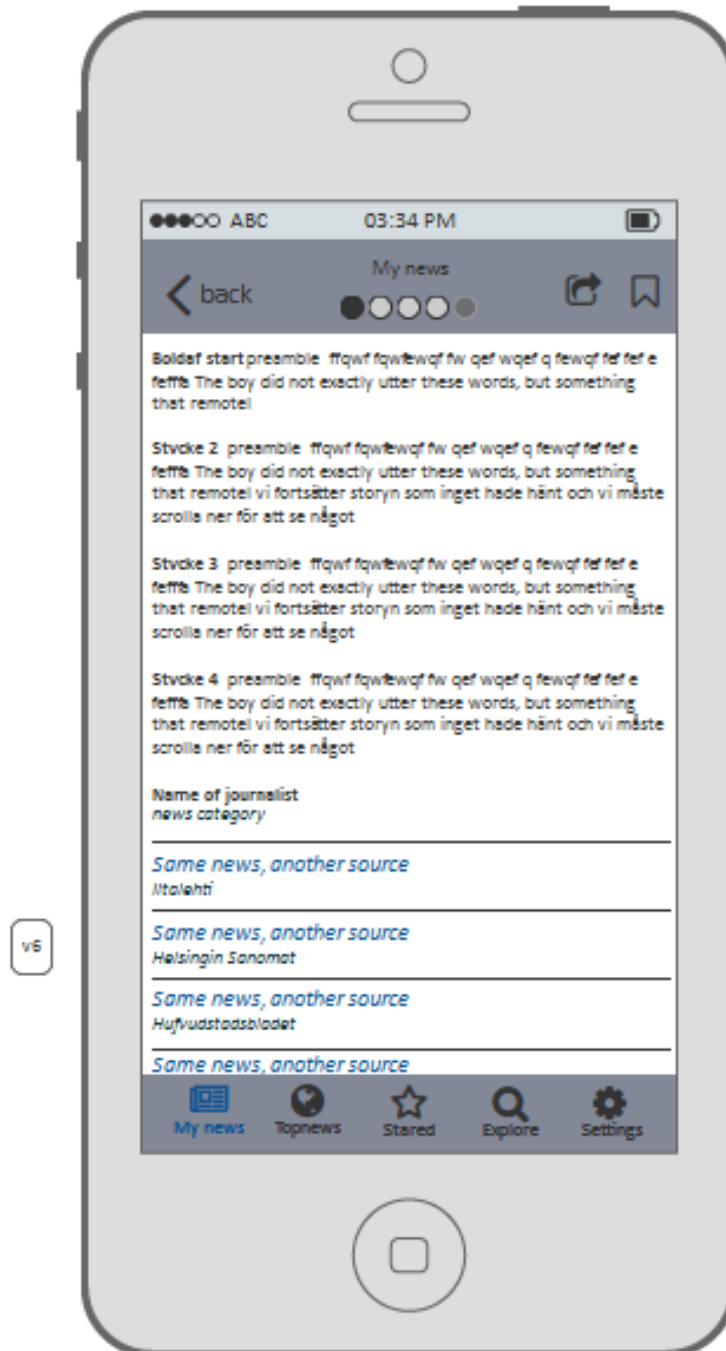 ABC 03:34 PM
My news
back
Boldaf start preamble ffqwf fqwfewqf fw qef wqef q fewqf fef fef e
fefffa The boy did not exactly utter these words, but something
that remotel
Stycke 2 preamble ffqwf fqwfewqf fw qef wqef q fewqf fef fef e
fefffa The boy did not exactly utter these words, but something
that remotel vi fortsätter storyn som inget hade hänt och vi måste
scrolla ner för att se något
Stycke 3 preamble ffqwf fqwfewqf fw qef wqef q fewqf fef fef e
fefffa The boy did not exactly utter these words, but something
that remotel vi fortsätter storyn som inget hade hänt och vi måste
scrolla ner för att se något
Stycke 4 preamble ffqwf fqwfewqf fw qef wqef q fewqf fef fef e
fefffa The boy did not exactly utter these words, but something
that remotel vi fortsätter storyn som inget hade hänt och vi måste
scrolla ner för att se något
Name of journalist
news category
Same news, another source
Iltalehti
v6
Same news, another source
Helsingin Sanomat
Same news, another source
Hufvudstadsbladet
Same news, another source
My news Topnews Stared Explore Settings